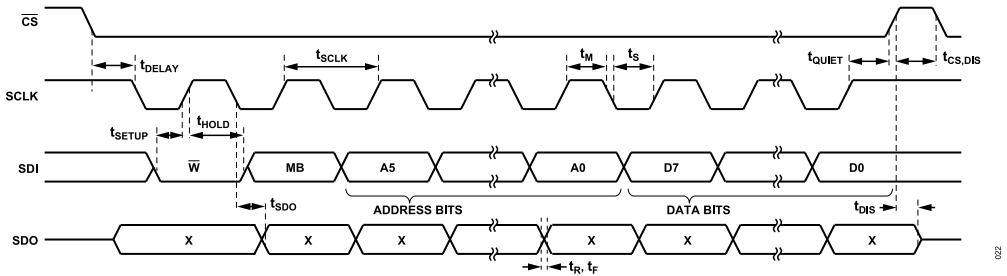 CS
tDELAY
tSCLK
tM
tS
tQUIET
tCS,DIS
SCLK
tSETUP
tHOLD
SDI
W
MB
A5
A0
D7
D0
tSDO
ADDRESS BITS
DATA BITS
tDIS
SDO
X
X
X
X
X
X
tR, tF
022